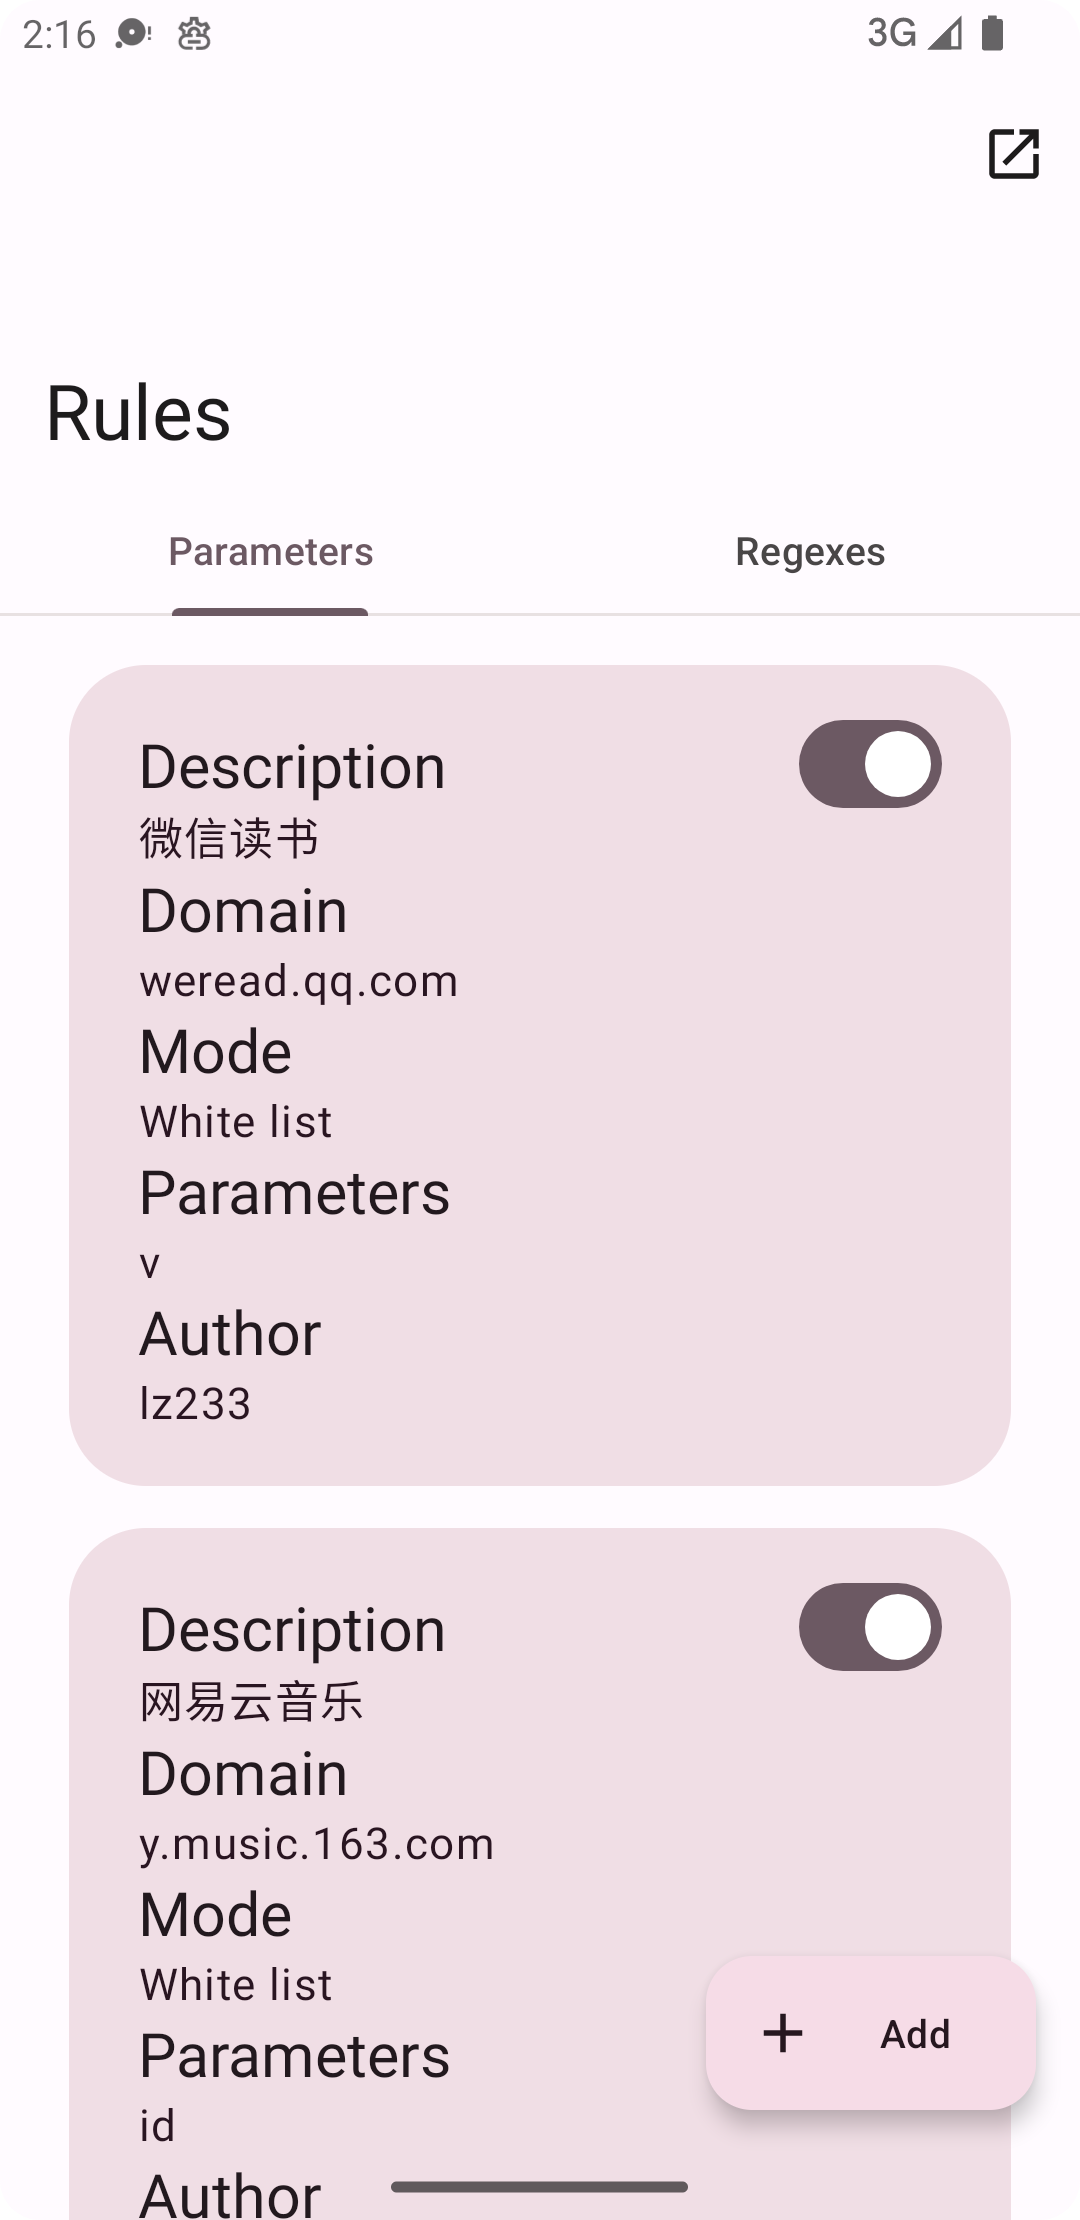 2:16
3G
Rules
Parameters
Regexes
Description
微信读书
Domain
weread.qq.com
Mode
White list
Parameters
v
Author
lz233
Description
网易云音乐
Domain
y.music.163.com
Mode
White list
Parameters
id
Add
Author